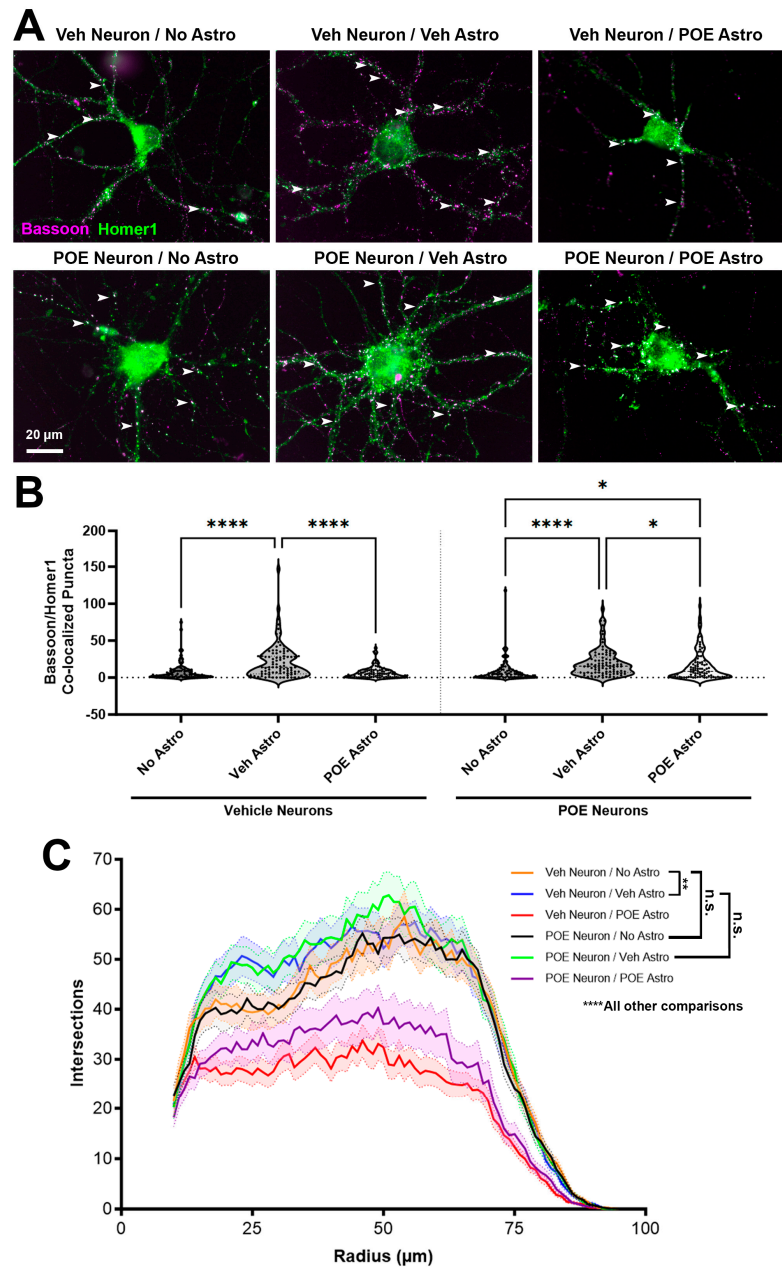 A
Veh Neuron / No Astro
Veh Neuron / Veh Astro
Veh Neuron / POE Astro
Bassoon Homer1
POE Neuron / No Astro
POE Neuron / Veh Astro
POE Neuron / POE Astro
20 µm
B
Bassoon/Homer1
Co-localized Puncta
200
150
100
50
0
-50
****
****
*
****
*
No Astro
Veh Astro
POE Astro
No Astro
Veh Astro
POE Astro
Vehicle Neurons
POE Neurons
C
Intersections
70
60
50
40
30
20
10
0
0
25
50
75
100
Radius (µm)
Veh Neuron / No Astro
Veh Neuron / Veh Astro
Veh Neuron / POE Astro
POE Neuron / No Astro
POE Neuron / Veh Astro
POE Neuron / POE Astro
**
n.s.
n.s.
****All other comparisons